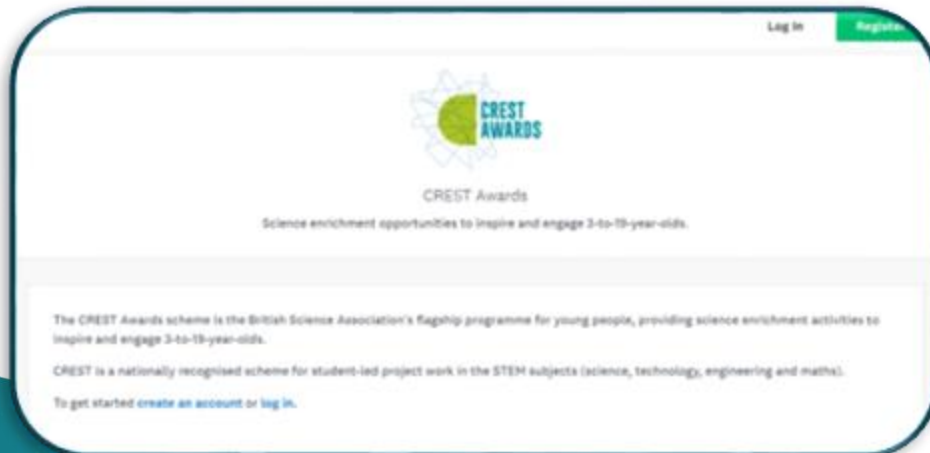 Log in
Register
CREST
AWARDS
CREST Awards
Science enrichment opportunities to inspire and engage 3-to-19-year-olds.
The CREST Awards scheme is the British Science Association's flagship programme for young people, providing science enrichment activities to
inspire and engage 3-to-19-year-olds.
CREST is a nationally recognised scheme for student-led project work in the STEM subjects (science, technology, engineering and maths).
To get started create an account or log in.